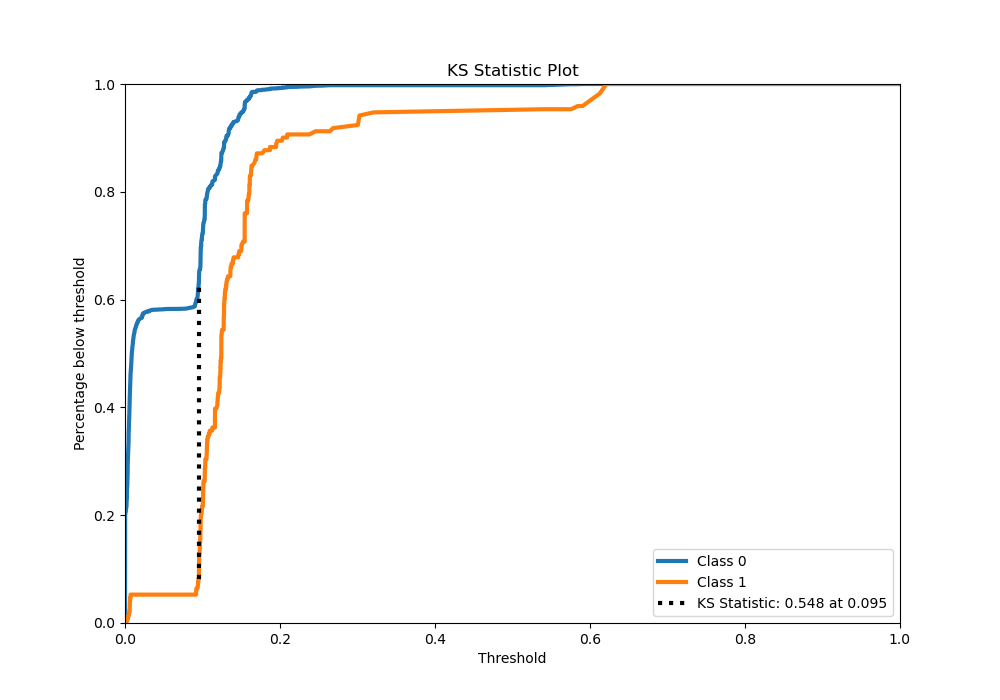 KS Statistic Plot
1.0
0.8
0.6
0.4
0.2
0.0
Percentage below threshold
0.0 0.2 0.4 0.6 0.8 1.0
Threshold
Class 0
Class 1
KS Statistic: 0.548 at 0.095